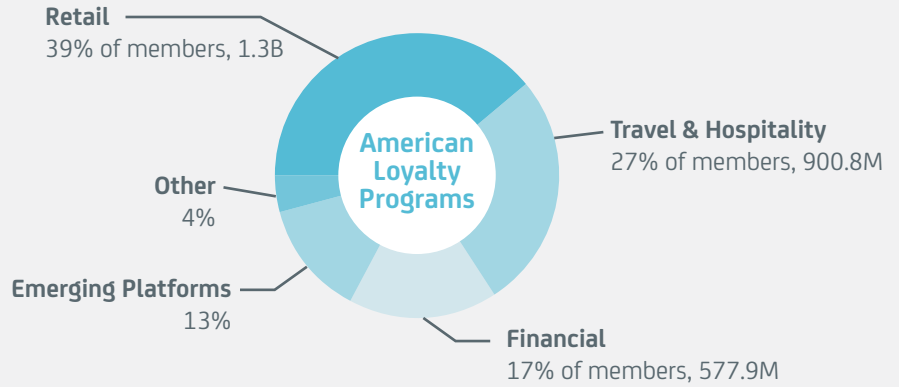 Retail
39% of members, 1.3B
American
Loyalty
Programs
Travel & Hospitality
27% of members, 900.8M
Other
4%
Emerging Platforms
13%
Financial
17% of members, 577.9M